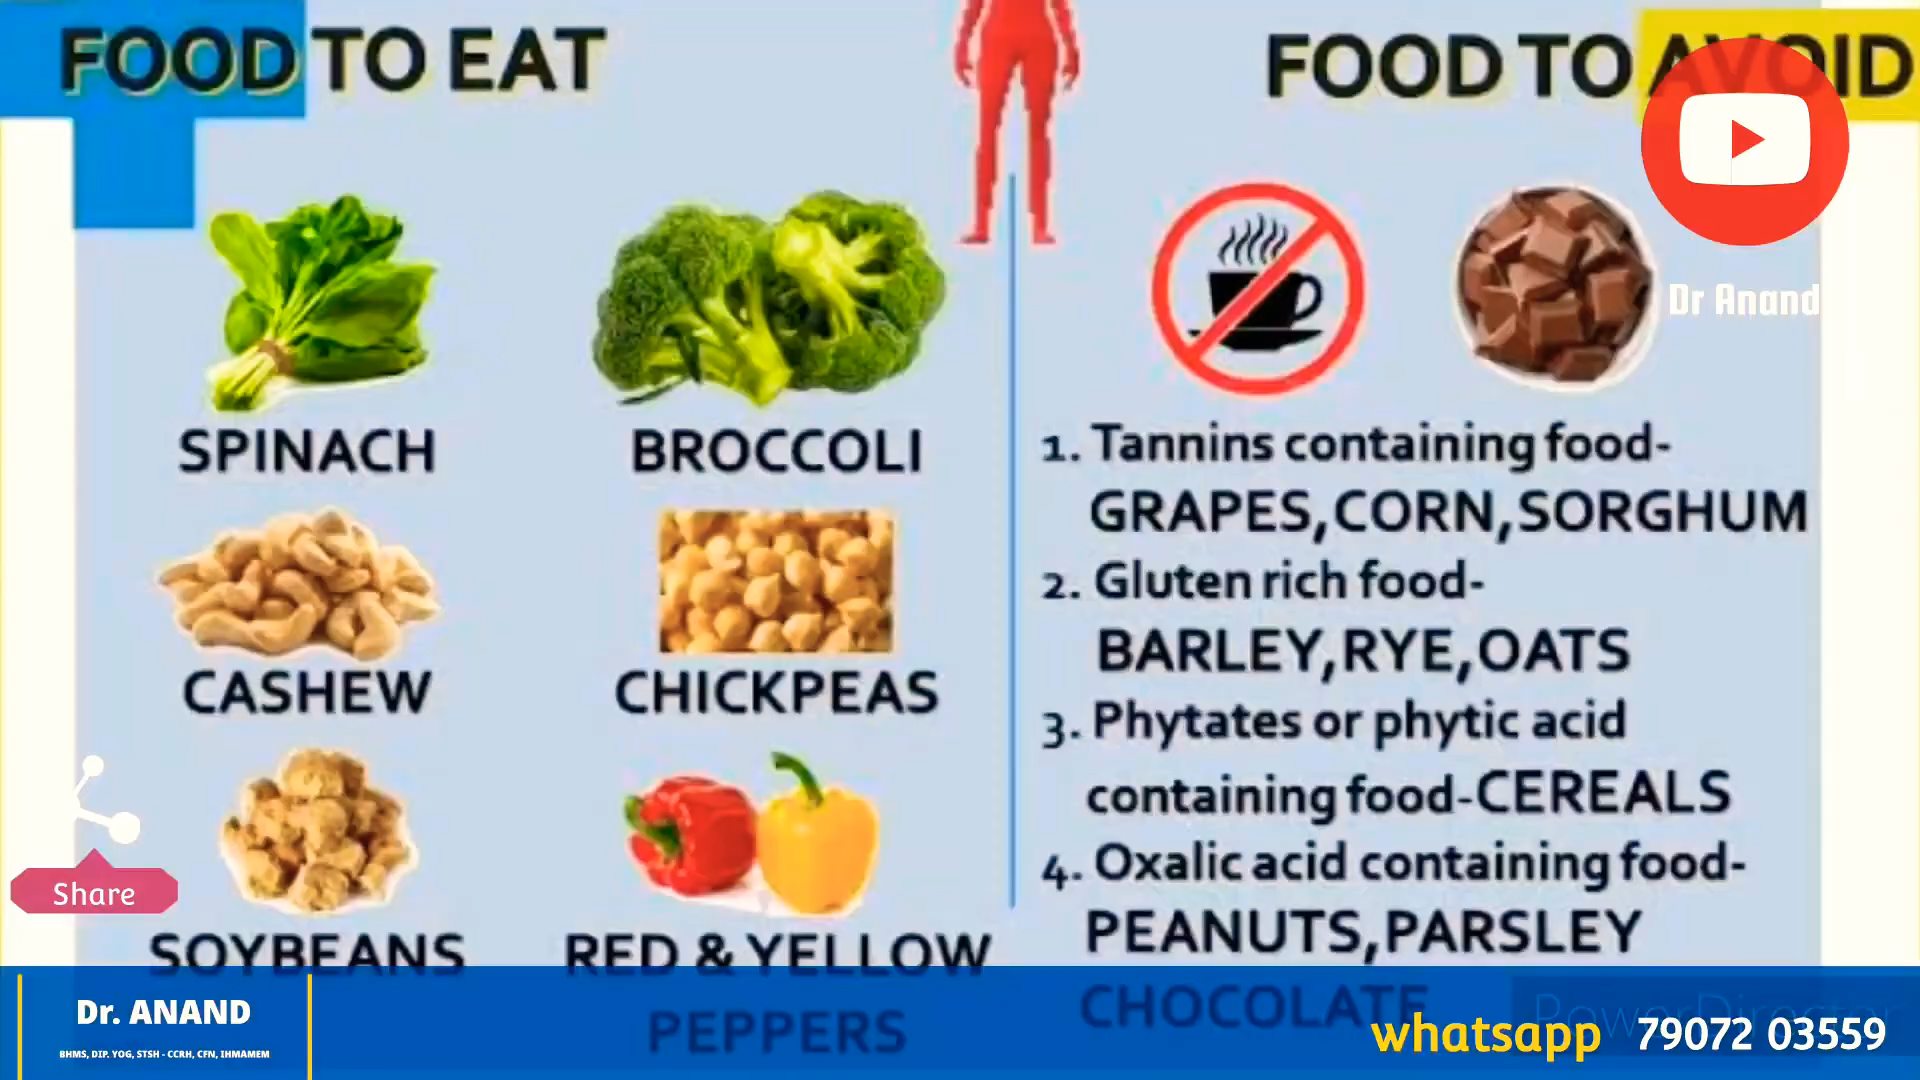 FOOD TO EAT
FOOD TO AVOID
SPINACH
BROCCOLI
CASHEW
CHICKPEAS
SOYBEANS
RED & YELLOW
PEPPERS
Dr Anand
1. Tannins containing food-
GRAPES,CORN,SORGHUM
2. Gluten rich food-
BARLEY,RYE,OATS
3. Phytates or phytic acid
containing food-CEREALS
4. Oxalic acid containing food-
PEANUTS,PARSLEY
CHOCOLATE
Share
Dr. ANAND
BHMS, DIP. YOG, STSH - CCRH, CFN, IHMAMEM
PowerDirector
whatsapp 79072 03559